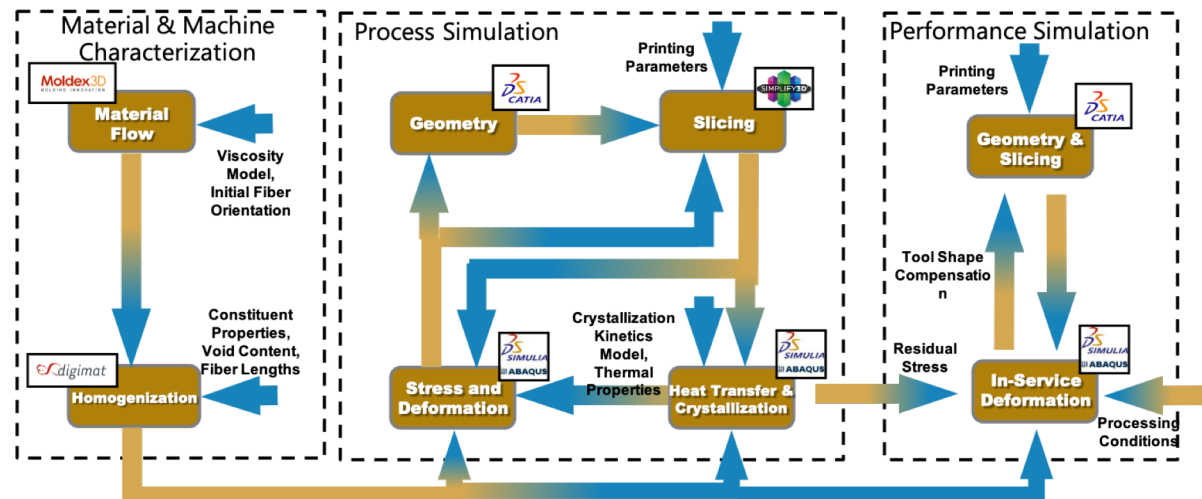 Material & Machine
Characterization
Moldex3D
MOLDING INNOVATION
Material
Flow
Viscosity
Model,
Initial Fiber
Orientation
Constituent
Properties,
Void Content,
Fiber Lengths
digimat
Homogenization
Process Simulation
Printing
Parameters
CATIA
Geometry
SIMPLIFY3D
Slicing
Crystallization
Kinetics
Model,
Thermal
Properties
SIMULIA
ABAQUS
Stress and
Deformation
SIMULIA
ABAQUS
Heat Transfer &
Crystallization
Performance Simulation
Printing
Parameters
CATIA
Geometry &
Slicing
Tool Shape
Compensatio
n
Residual
Stress
SIMULIA
ABAQUS
In-Service
Deformation
Processing
Conditions